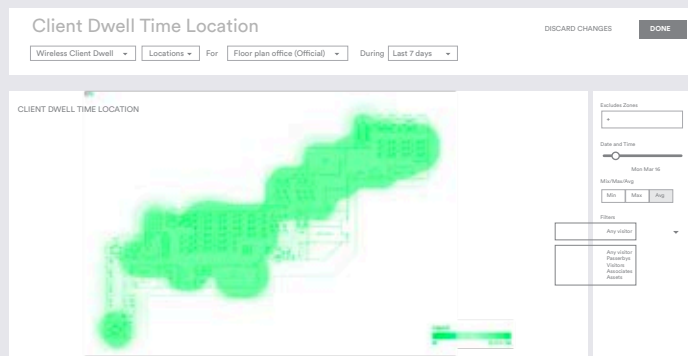 Client Dwell Time Location
DISCARD CHANGES
DONE
Wireless Client Dwell
Locations
For
Floor plan office (Official)
During
Last 7 days
CLIENT DWELL TIME LOCATION
Excludes Zones
+
Date and Time
Mon Mar 16
Mix/Max/Avg
Min
Max
Avg
Filters
Any visitor
Any visitor
Passerbys
Visitors
Associates
Assets